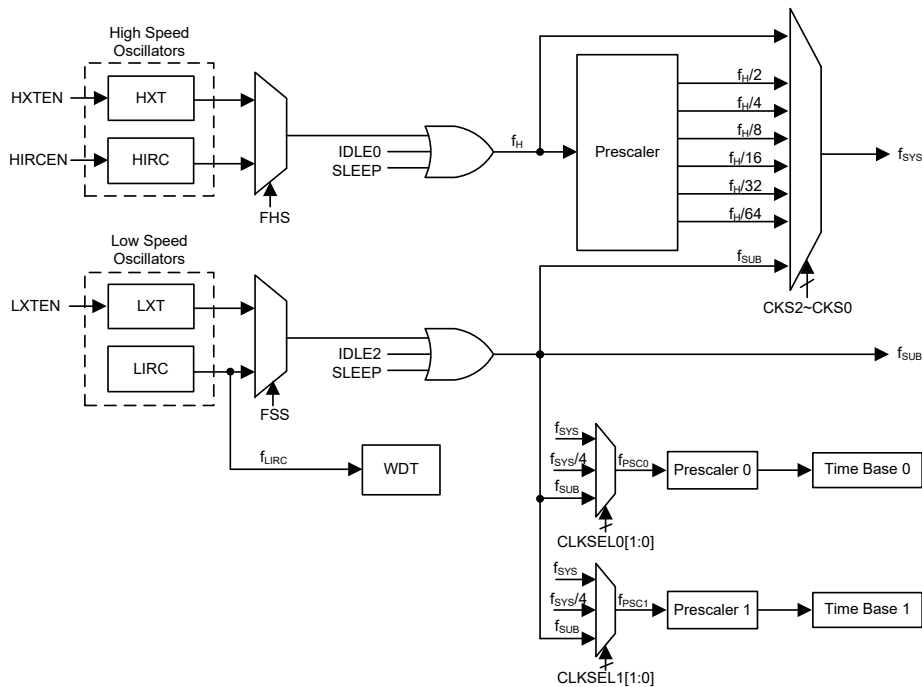 High Speed
Oscillators
HXTEN
HXT
HIRCEN
HIRC
FHS
IDLE0
SLEEP
fH
Prescaler
fH/2
fH/4
fH/8
fH/16
fH/32
fH/64
fSUB
CKS2~CKS0
fSYS
Low Speed
Oscillators
LXTEN
LXT
LIRC
FSS
IDLE2
SLEEP
fSUB
fLIRC
WDT
fSYS
fSYS/4
fSUB
fPSC0
CLKSEL0[1:0]
Prescaler 0
Time Base 0
fSYS
fSYS/4
fSUB
fPSC1
CLKSEL1[1:0]
Prescaler 1
Time Base 1